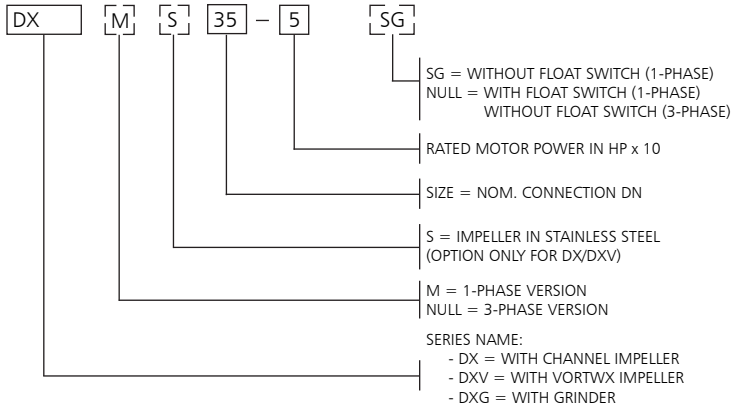 DX M S 35 – 5 SG
SG = WITHOUT FLOAT SWITCH (1-PHASE)
NULL = WITH FLOAT SWITCH (1-PHASE)
WITHOUT FLOAT SWITCH (3-PHASE)
RATED MOTOR POWER IN HP x 10
SIZE = NOM. CONNECTION DN
S = IMPELLER IN STAINLESS STEEL
(OPTION ONLY FOR DX/DXV)
M = 1-PHASE VERSION
NULL = 3-PHASE VERSION
SERIES NAME:
- DX = WITH CHANNEL IMPELLER
- DXV = WITH VORTWX IMPELLER
- DXG = WITH GRINDER